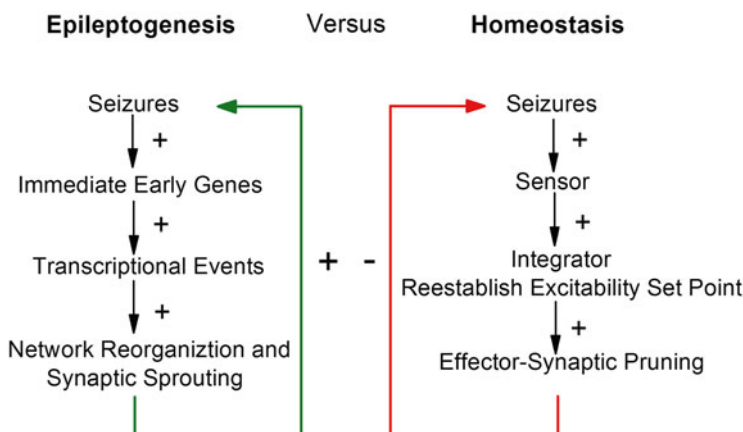 Epileptogenesis Versus Homeostasis
Seizures
+
Immediate Early Genes
+
Transcriptional Events
+
Network Reorganiztion and
Synaptic Sprouting
+ -
Seizures
+
Sensor
+
Integrator
Reestablish Excitability Set Point
+
Effector-Synaptic Pruning